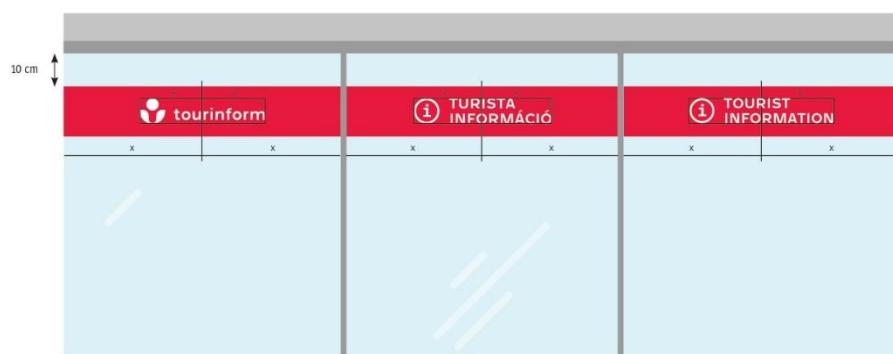 10 cm
tourinform
TURISTA
INFORMÁCIÓ
TOURIST
INFORMATION
x x x x x x